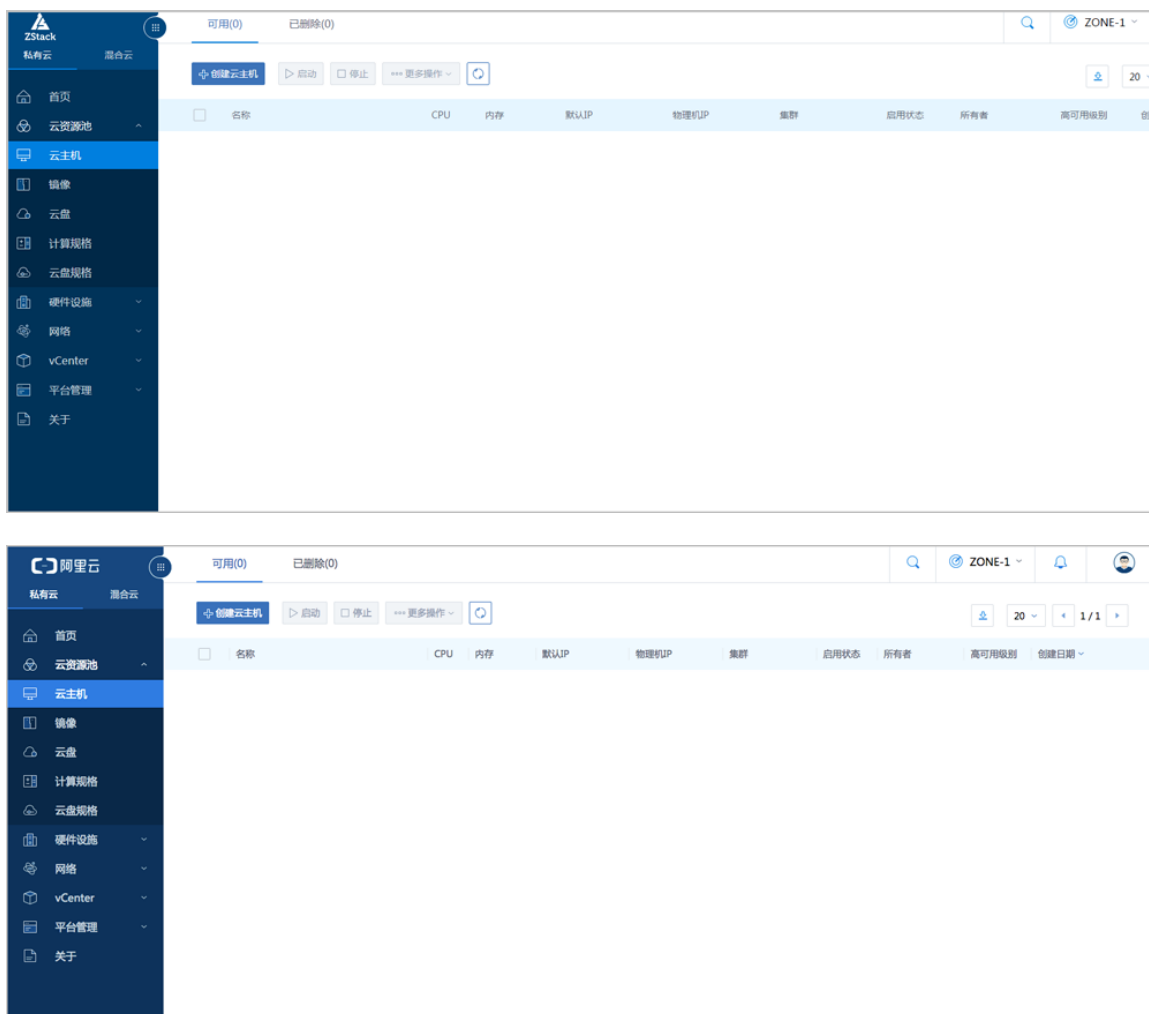 ZStack
可用(0) 已删除(0) ZONE-1
私有云 混合云
创建云主机 启动 停止 更多操作 20
首页
名称 CPU 内存 默认IP 物理机IP 集群 启用状态 所有者 高可用级别
云资源池
云主机
镜像
云盘
计算规格
云盘规格
硬件设施
网络
vCenter
平台管理
关于
阿里云
可用(0) 已删除(0) ZONE-1
私有云 混合云
创建云主机 启动 停止 更多操作 20 1 / 1
首页
名称 CPU 内存 默认IP 物理机IP 集群 启用状态 所有者 高可用级别 创建日期
云资源池
云主机
镜像
云盘
计算规格
云盘规格
硬件设施
网络
vCenter
平台管理
关于